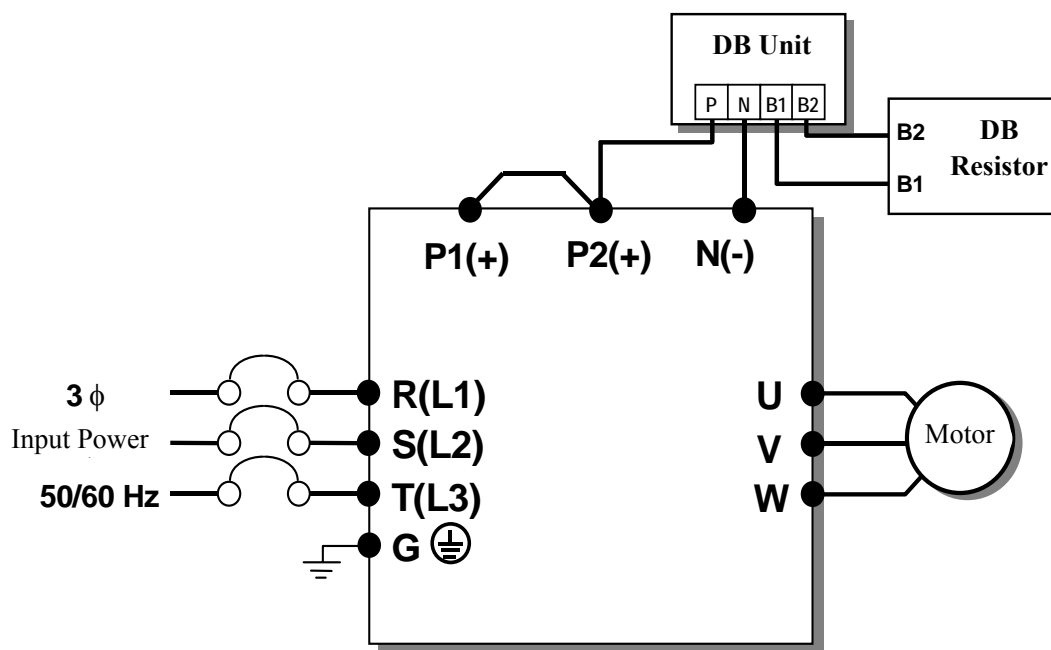 DB Unit
P N B1 B2
B2
B1
DB
Resistor
P1(+) P2(+) N(-)
3 ϕ
Input Power
50/60 Hz
R(L1)
S(L2)
T(L3)
G
U
V
W
Motor